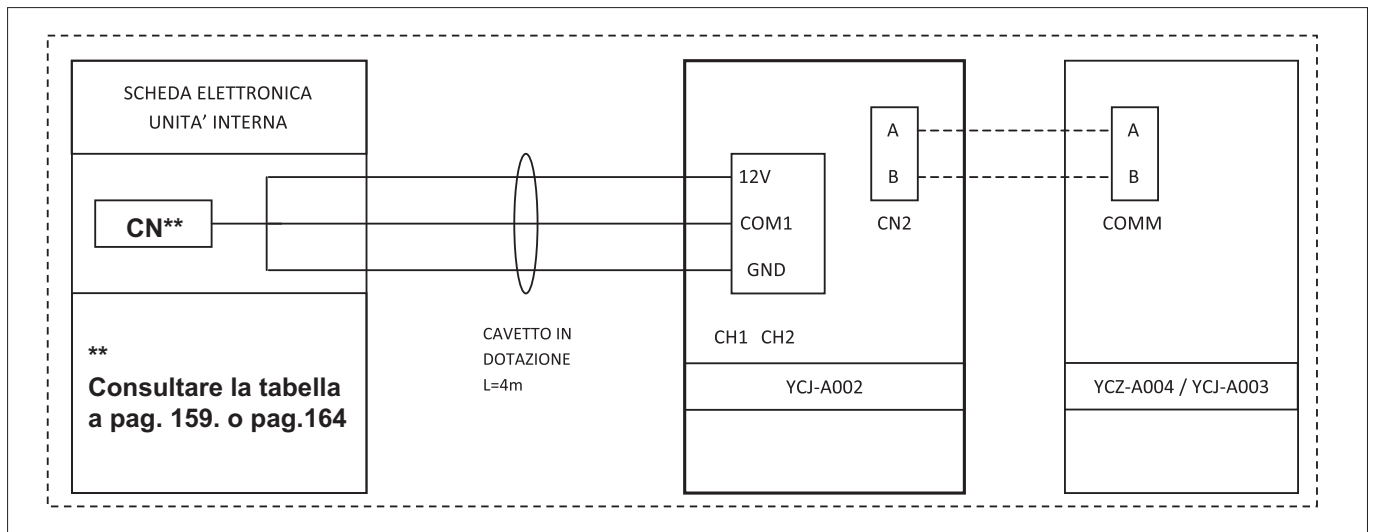 SCHEDA ELETTRONICA
UNITA’ INTERNA
CN**
**
Consultare la tabella
a pag. 159. o pag.164
CAVETTO IN
DOTAZIONE
L=4m
12V
COM1
GND
A
B
CN2
CH1 CH2
YCJ-A002
A
B
COMM
YCZ-A004 / YCJ-A003